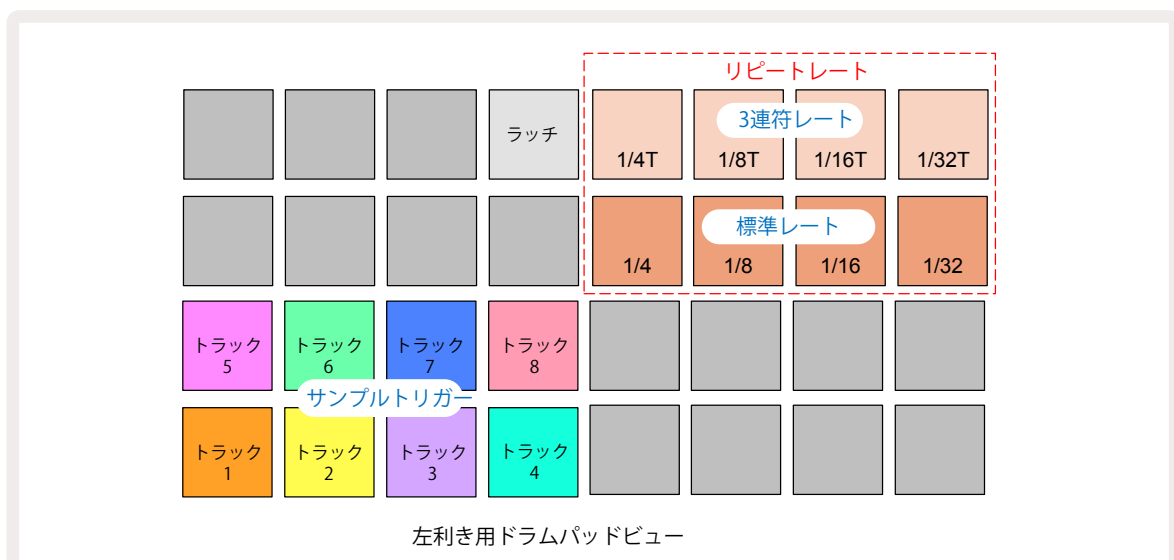 リピートレート
3連符レート
ラッチ
1/4T
1/8T
1/16T
1/32T
標準レート
1/4
1/8
1/16
1/32
トラック
5
トラック
6
トラック
7
トラック
8
サンプルトリガー
トラック
1
トラック
2
トラック
3
トラック
4
左利き用ドラムパッドビュー